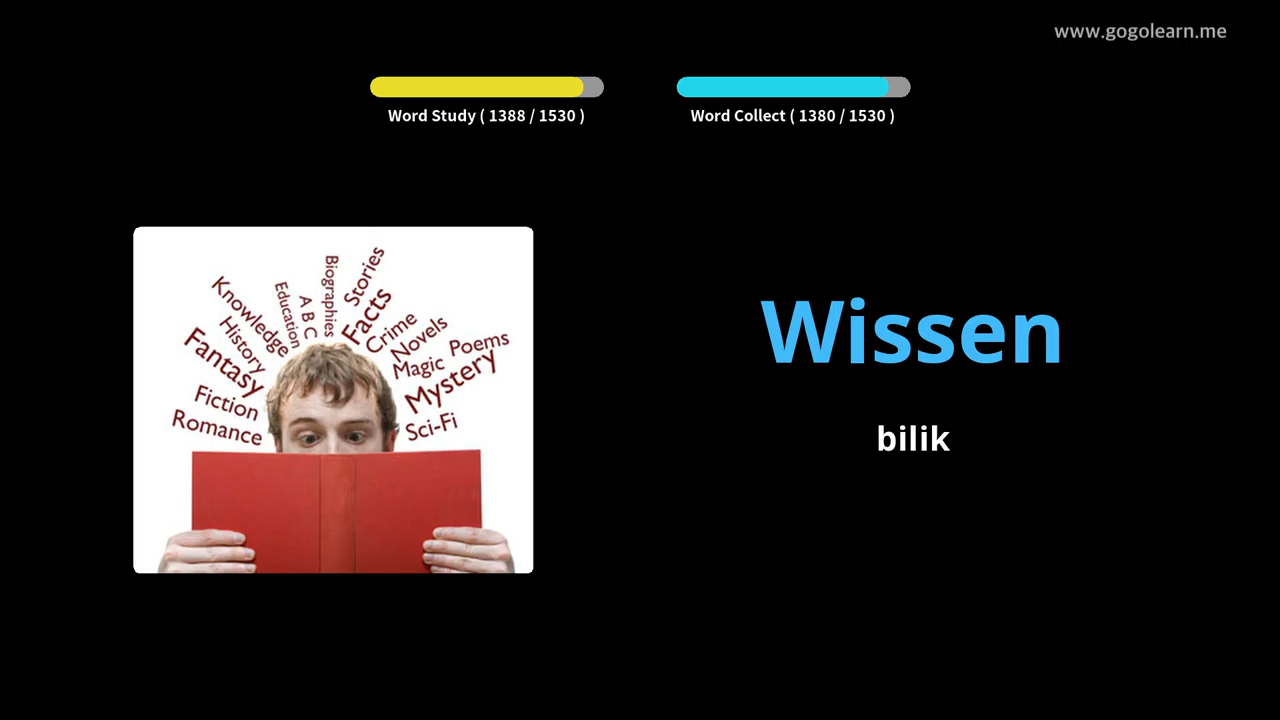 www.gogolearn.me
Word Study ( 1388 / 1530 )
Word Collect ( 1380 / 1530 )
Wissen
bilik
Knowledge
Education
A B C
Biographies
Stories
Facts
Crime
Novels
Poems
Magic
Mystery
Sci-Fi
History
Fantasy
Fiction
Romance